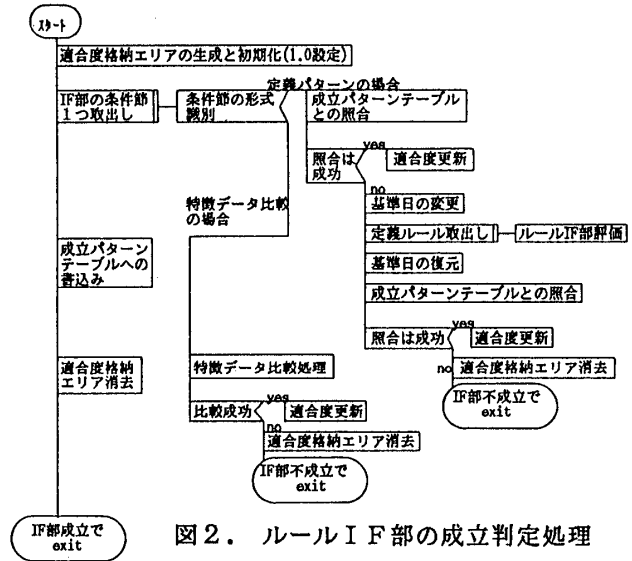 スタート
適合度格納エリアの生成と初期化(1.0設定)
IF部の条件節
1つ取出し
条件節の形式
識別
定義パターンの場合
成立パターンテーブル
との照合
照合は
成功
yes
適合度更新
no
基準日の変更
定義ルール取出し
ルールIF部評価
基準日の復元
成立パターンテーブルとの照合
照合は成功
yes
適合度更新
no
適合度格納エリア消去
IF部不成立で
exit
特徴データ比較
の場合
特徴データ比較処理
比較成功
yes
適合度更新
no
適合度格納エリア消去
IF部不成立で
exit
成立パターン
テーブルへの
書込み
適合度格納
エリア消去
IF部成立で
exit
図2. ルールIF部の成立判定処理